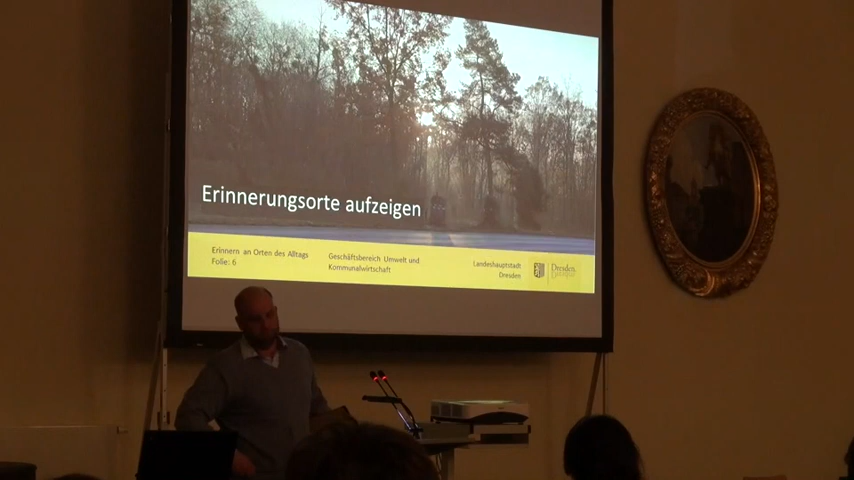 Erinnerungsorte aufzeigen
Erinnern an Orten des Alltags
Folie: 6
Geschäftsbereich Umwelt und
Kommunalwirtschaft
Landeshauptstadt
Dresden
Dresden